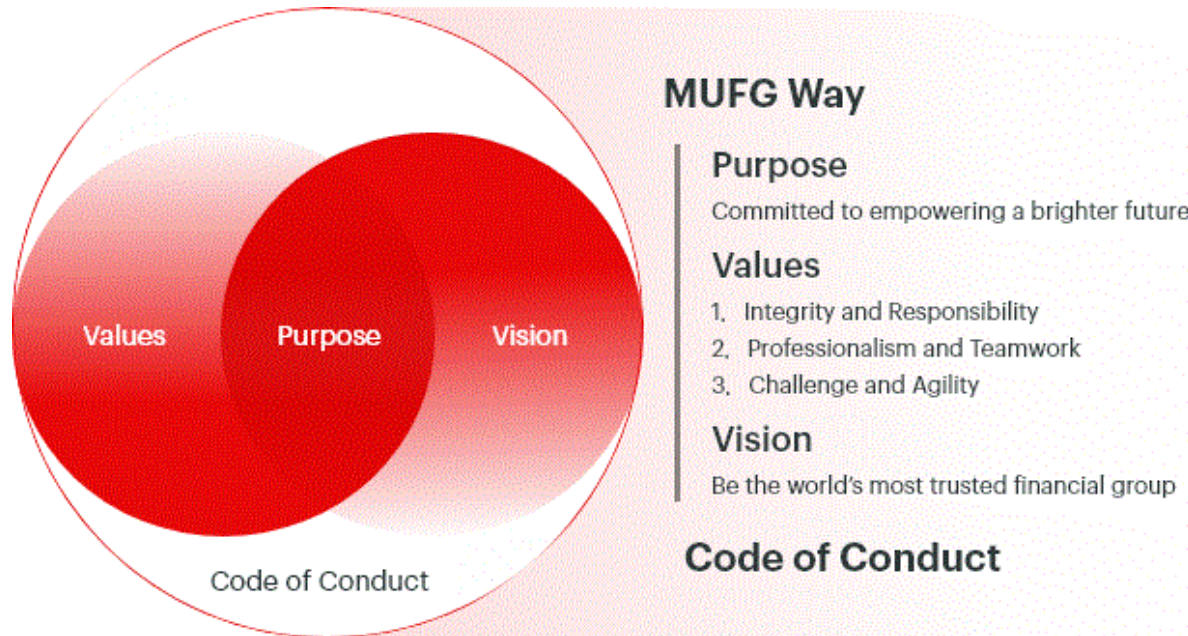 Values
Purpose
Vision
Code of Conduct
MUFG Way
Purpose
Committed to empowering a brighter future
Values
1. Integrity and Responsibility
2. Professionalism and Teamwork
3. Challenge and Agility
Vision
Be the world's most trusted financial group
Code of Conduct